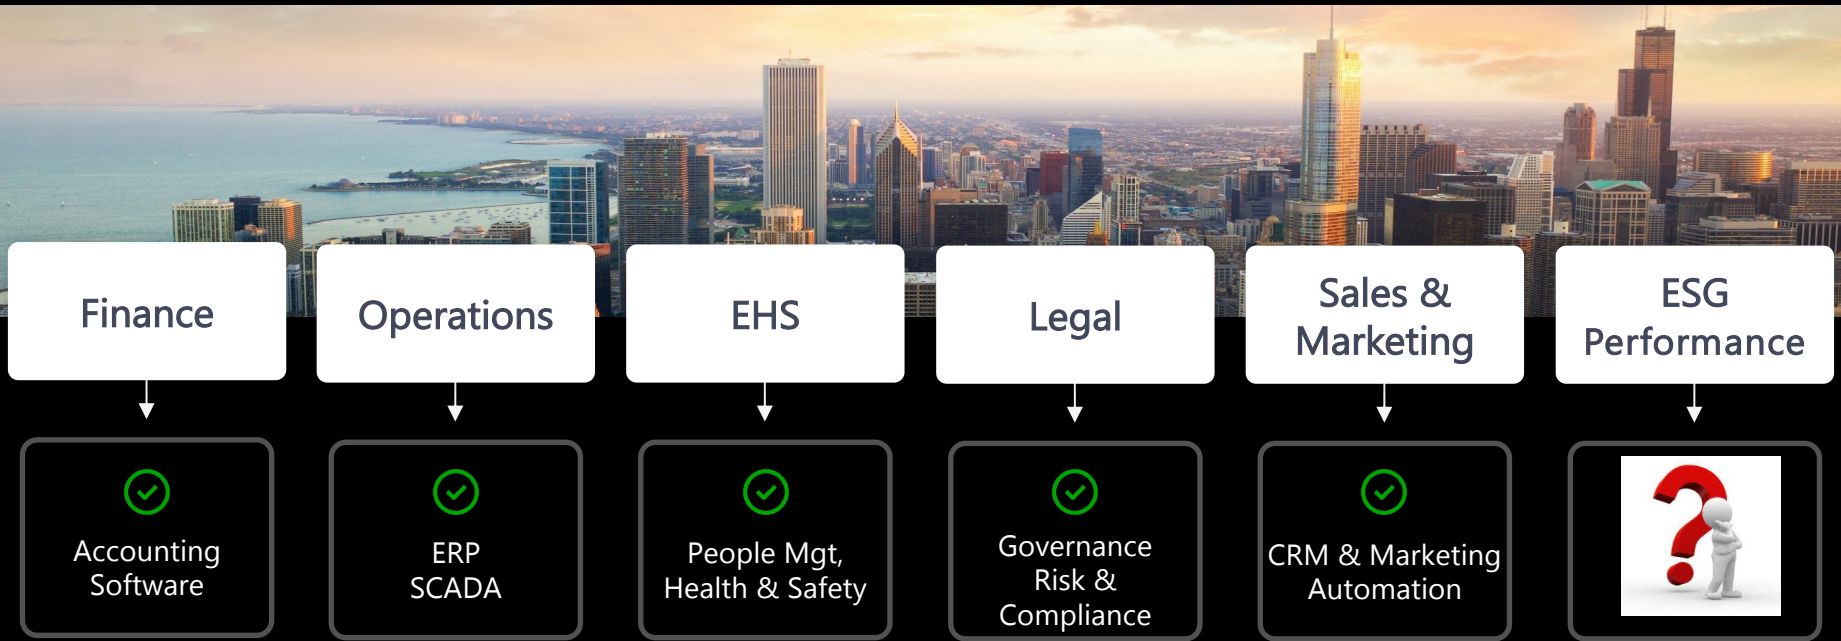 Finance
Operations
EHS
Legal
Sales &
Marketing
ESG
Performance
Accounting
Software
ERP
SCADA
People Mgt,
Health & Safety
Governance
Risk &
Compliance
CRM & Marketing
Automation
?